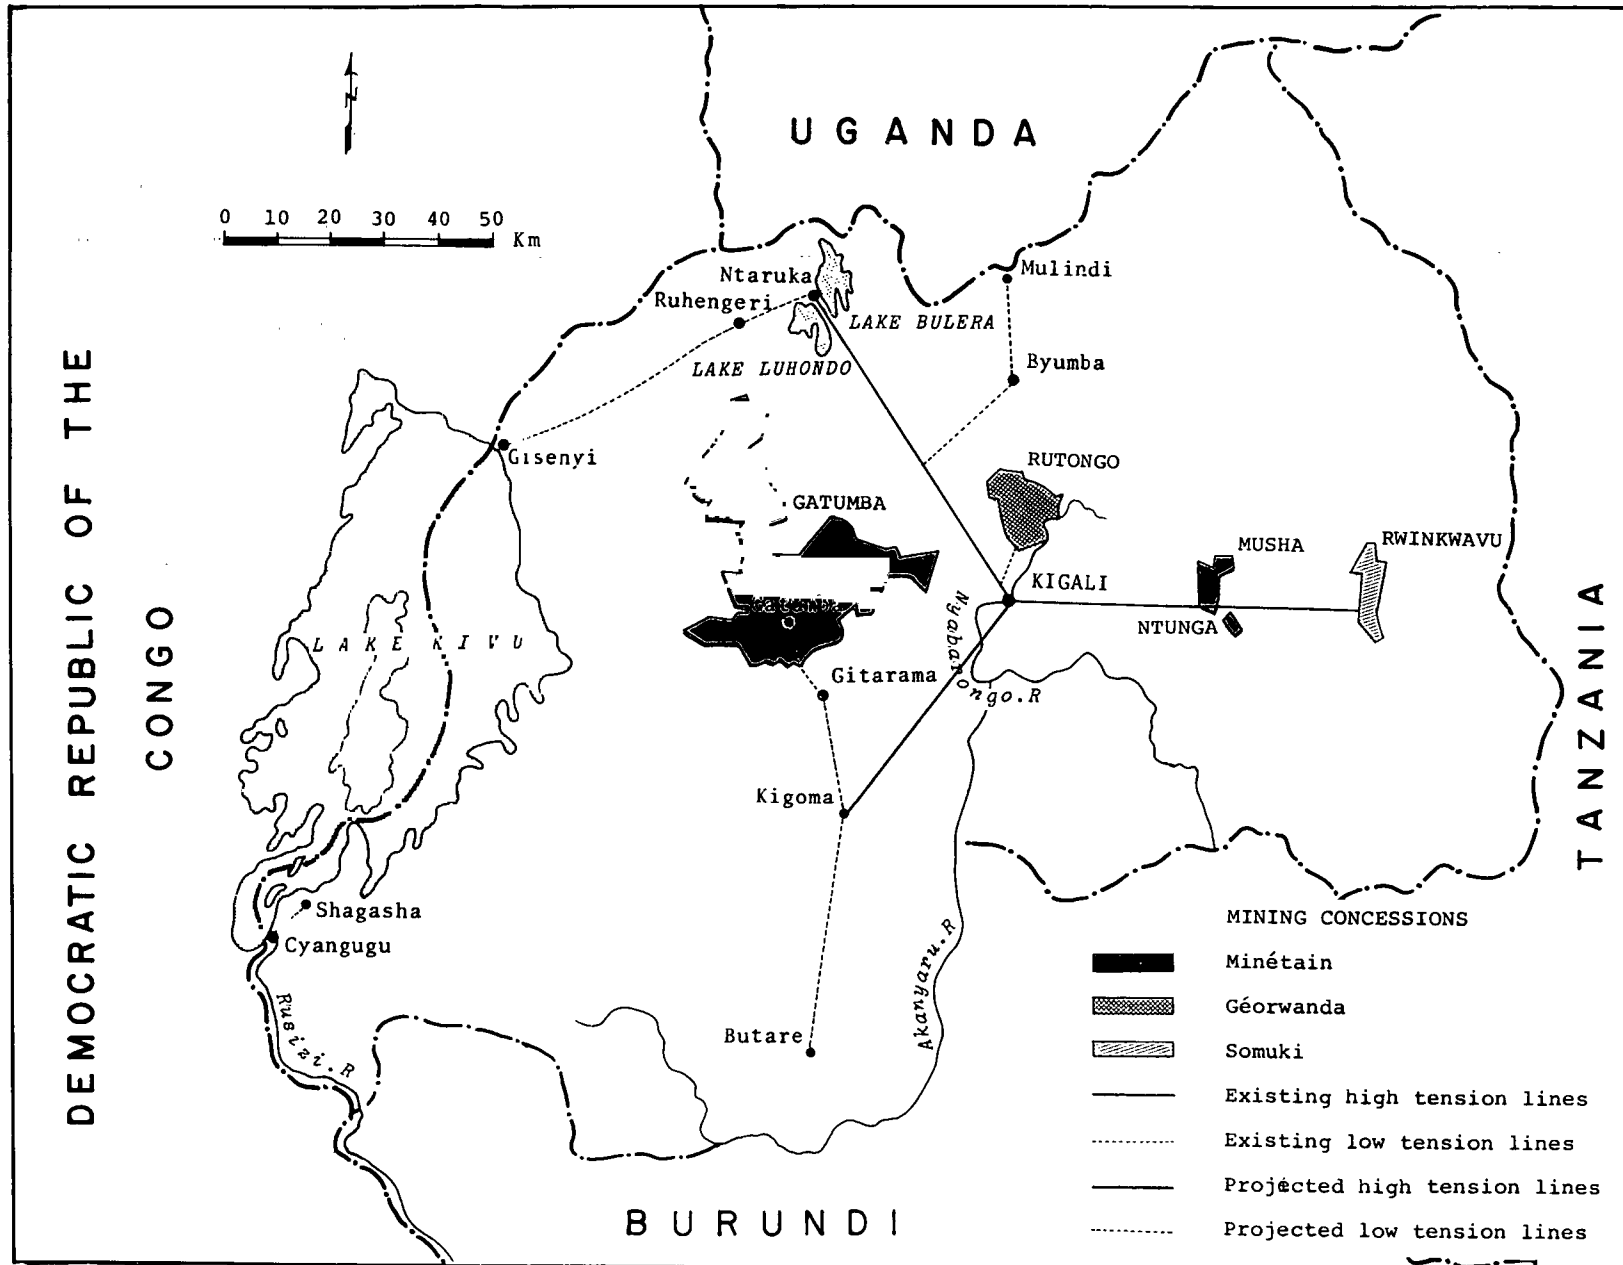 UGANDA
N
0 10 20 30 40 50 Km
Ntaruka
Mulindi
Ruhengeri
LAKE BULERA
LAKE LUHONDO
Byumba
Gisenyi
RUTONGO
GATUMBA
MUSHA
RWINKWAVU
KIGALI
NTUNGA
Nyabarongo.R
LAKE KIVU
Gitarama
Kigoma
DEMOCRATIC REPUBLIC OF THE
CONGO
TANZANIA
Shagasha
Cyangugu
Rusizi.R
Akanyaru.R
Butare
BURUNDI
MINING CONCESSIONS
Minétain
Géorwanda
Somuki
Existing high tension lines
Existing low tension lines
Projected high tension lines
Projected low tension lines